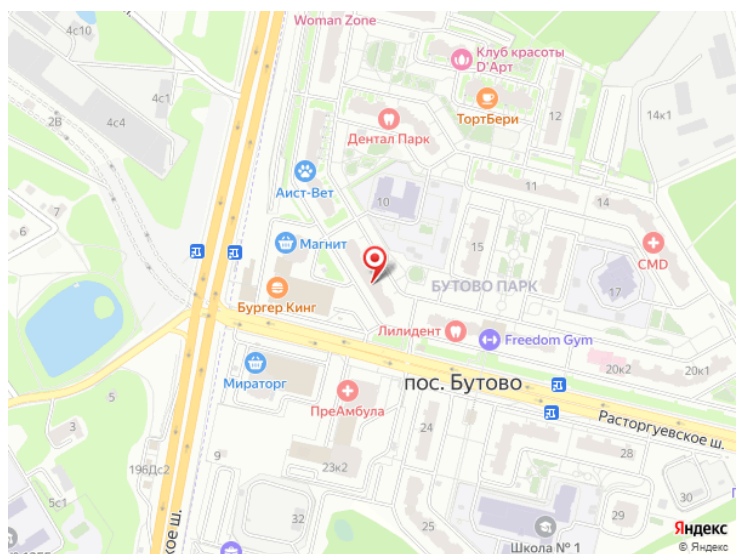 4с10
Woman Zone
Клуб красоты
D'Арт
4с1
2В
4с4
ТортБери
12
14к1
Дентал Парк
11
Аист-Вет
10
14
6
7
Магнит
15
CMD
БУТОВО ПАРК
17
Бургер Кинг
Лилидент
Freedom Gym
20к2
20к1
Мираторг
пос. Бутово
ПреАмбула
5
Расторгуевское ш.
3
24
9
28
19бДс2
23к2
5с1
30
32
29
25
Школа № 1
кое ш.
Яндекс
© Яндекс